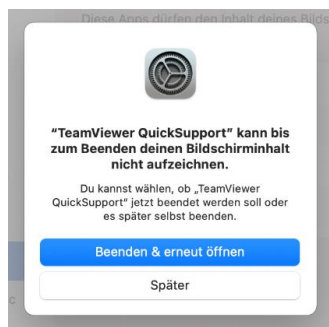 Diese Apps dürfen den Inhalt deines Bilds
“TeamViewer QuickSupport” kann bis
zum Beenden deinen Bildschirminhalt
nicht aufzeichnen.
Du kannst wählen, ob „TeamViewer
QuickSupport“ jetzt beendet werden soll oder
es später selbst beenden.
Beenden & erneut öffnen
Später